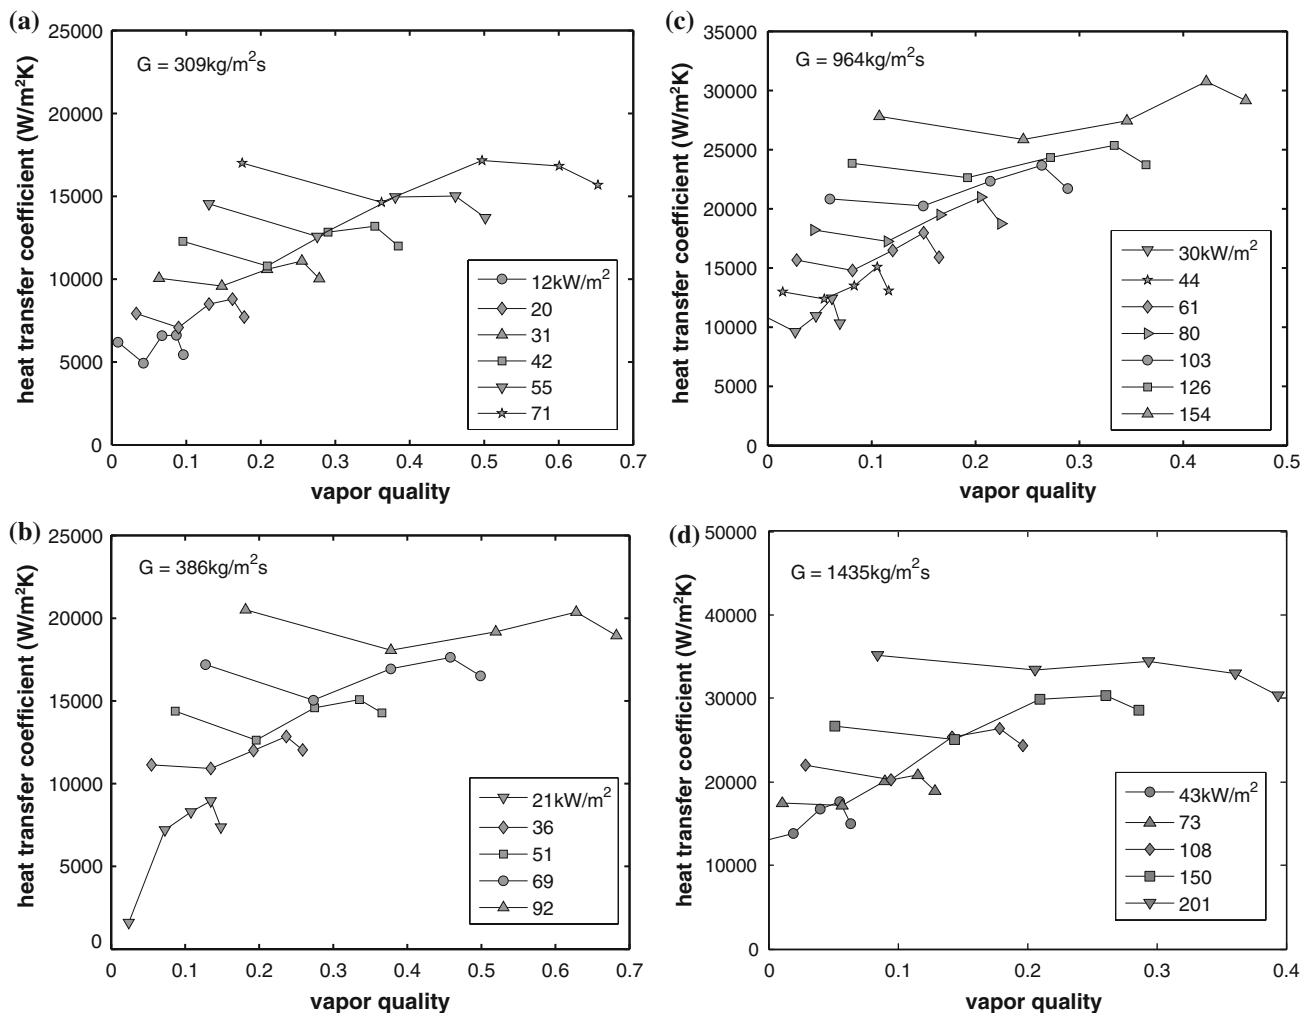 (a)
G = 309kg/m²s
heat transfer coefficient (W/m²K)
25000
20000
15000
10000
5000
0
0 0.1 0.2 0.3 0.4 0.5 0.6 0.7
vapor quality
12kW/m²
20
31
42
55
71
(c)
G = 964kg/m²s
heat transfer coefficient (W/m²K)
35000
30000
25000
20000
15000
10000
5000
0
0 0.1 0.2 0.3 0.4 0.5
vapor quality
30kW/m²
44
61
80
103
126
154
(b)
G = 386kg/m²s
heat transfer coefficient (W/m²K)
25000
20000
15000
10000
5000
0
0 0.1 0.2 0.3 0.4 0.5 0.6 0.7
vapor quality
21kW/m²
36
51
69
92
(d)
G = 1435kg/m²s
heat transfer coefficient (W/m²K)
50000
40000
30000
20000
10000
0
0 0.1 0.2 0.3 0.4
vapor quality
43kW/m²
73
108
150
201